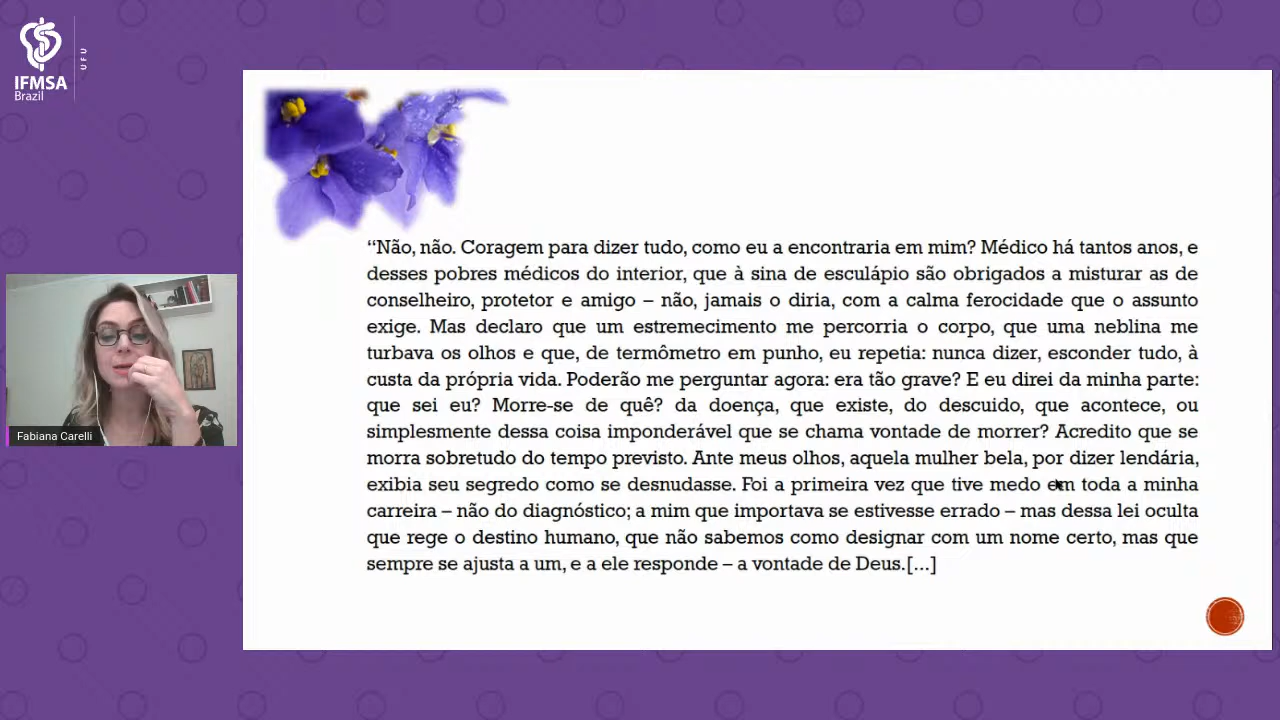 IFMSA
Brazil
UFU
“Não, não. Coragem para dizer tudo, como eu a encontraria em mim? Médico há tantos anos, e
desses pobres médicos do interior, que à sina de esculápio são obrigados a misturar as de
conselheiro, protetor e amigo – não, jamais o diria, com a calma ferocidade que o assunto
exige. Mas declaro que um estremecimento me percorria o corpo, que uma neblina me
turbava os olhos e que, de termômetro em punho, eu repetia: nunca dizer, esconder tudo, à
custa da própria vida. Poderão me perguntar agora: era tão grave? E eu direi da minha parte:
que sei eu? Morre-se de quê? da doença, que existe, do descuido, que acontece, ou
simplesmente dessa coisa imponderável que se chama vontade de morrer? Acredito que se
morra sobretudo do tempo previsto. Ante meus olhos, aquela mulher bela, por dizer lendária,
exibia seu segredo como se desnudasse. Foi a primeira vez que tive medo em toda a minha
carreira – não do diagnóstico; a mim que importava se estivesse errado – mas dessa lei oculta
que rege o destino humano, que não sabemos como designar com um nome certo, mas que
sempre se ajusta a um, e a ele responde – a vontade de Deus.[...]
Fabiana Carelli